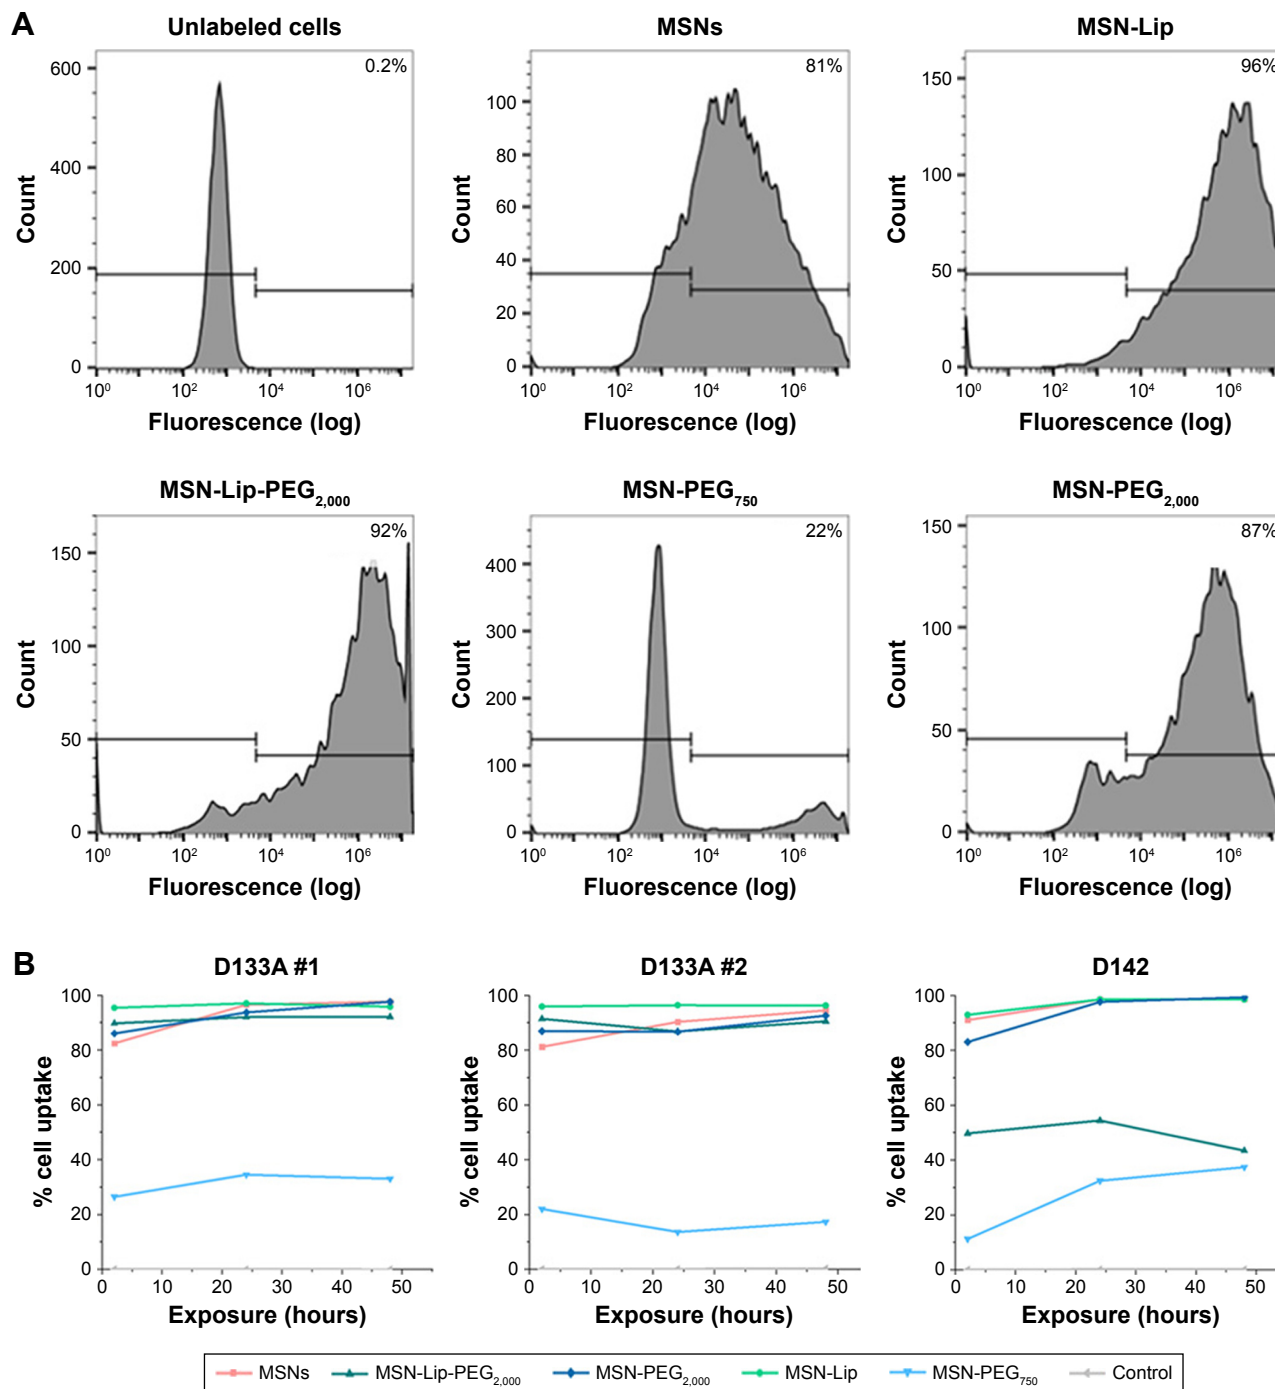 A
Unlabeled cells
0.2%
600
400
200
0
Count
10⁰ 10² 10⁴ 10⁶
Fluorescence (log)
MSNs
81%
100
80
60
40
20
0
Count
10⁰ 10² 10⁴ 10⁶
Fluorescence (log)
MSN-Lip
96%
150
100
50
0
Count
10⁰ 10² 10⁴ 10⁶
Fluorescence (log)
MSN-Lip-PEG₂,₀₀₀
92%
150
100
50
0
Count
10⁰ 10² 10⁴ 10⁶
Fluorescence (log)
MSN-PEG₇₅₀
22%
400
300
200
100
0
Count
10⁰ 10² 10⁴ 10⁶
Fluorescence (log)
MSN-PEG₂,₀₀₀
87%
150
100
50
0
Count
10⁰ 10² 10⁴ 10⁶
Fluorescence (log)
B
D133A #1
100
80
60
40
20
0
% cell uptake
0 10 20 30 40 50
Exposure (hours)
D133A #2
100
80
60
40
20
0
% cell uptake
0 10 20 30 40 50
Exposure (hours)
D142
100
80
60
40
20
0
% cell uptake
0 10 20 30 40 50
Exposure (hours)
MSNs MSN-Lip-PEG₂,₀₀₀ MSN-PEG₂,₀₀₀ MSN-Lip MSN-PEG₇₅₀ Control